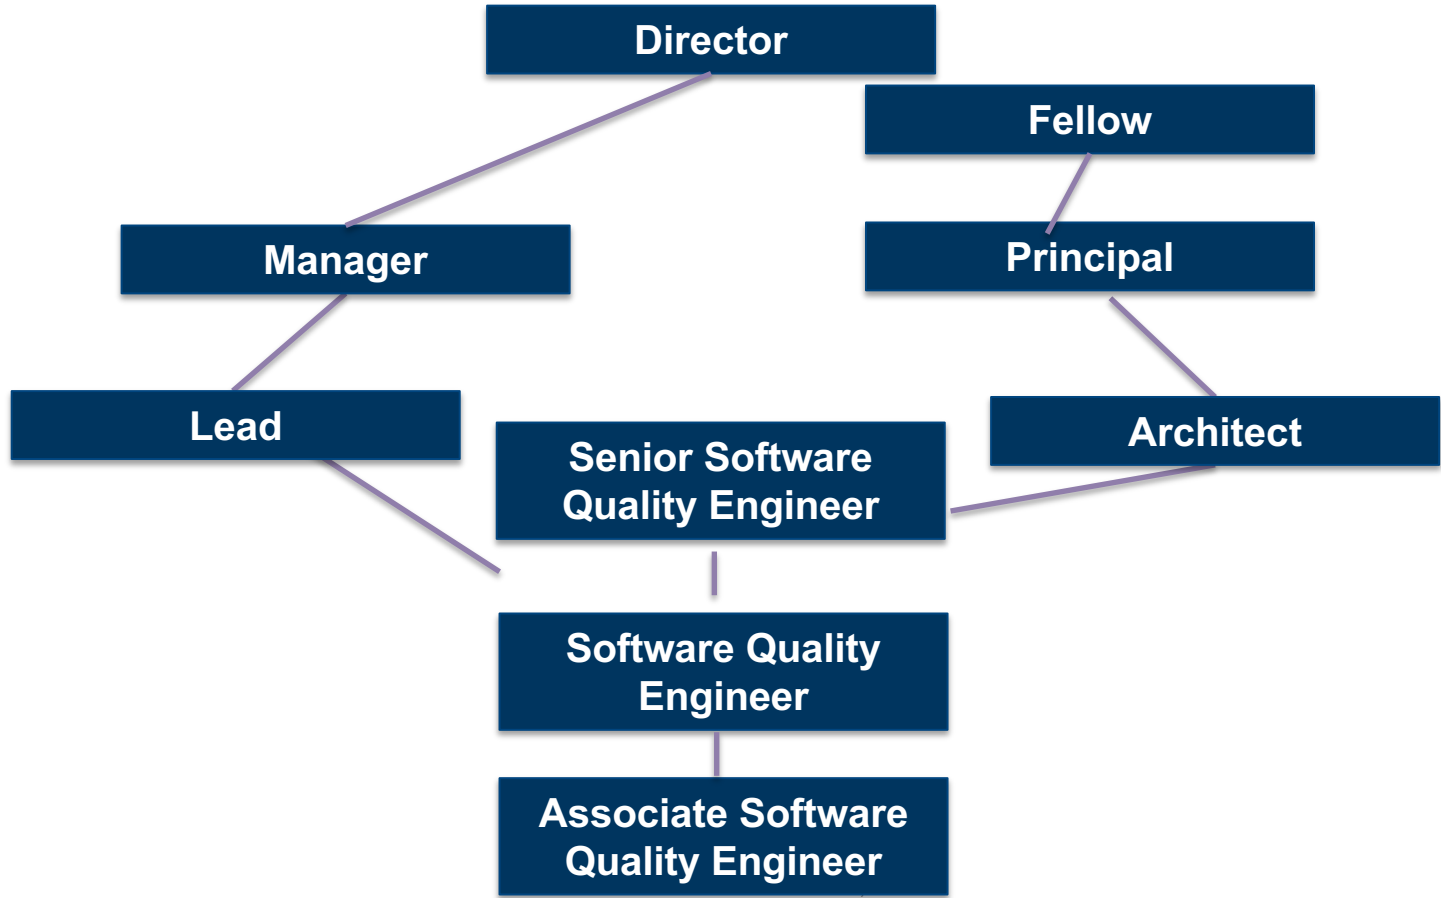 Director
Fellow
Manager
Principal
Lead
Architect
Senior Software
Quality Engineer
Software Quality
Engineer
Associate Software
Quality Engineer